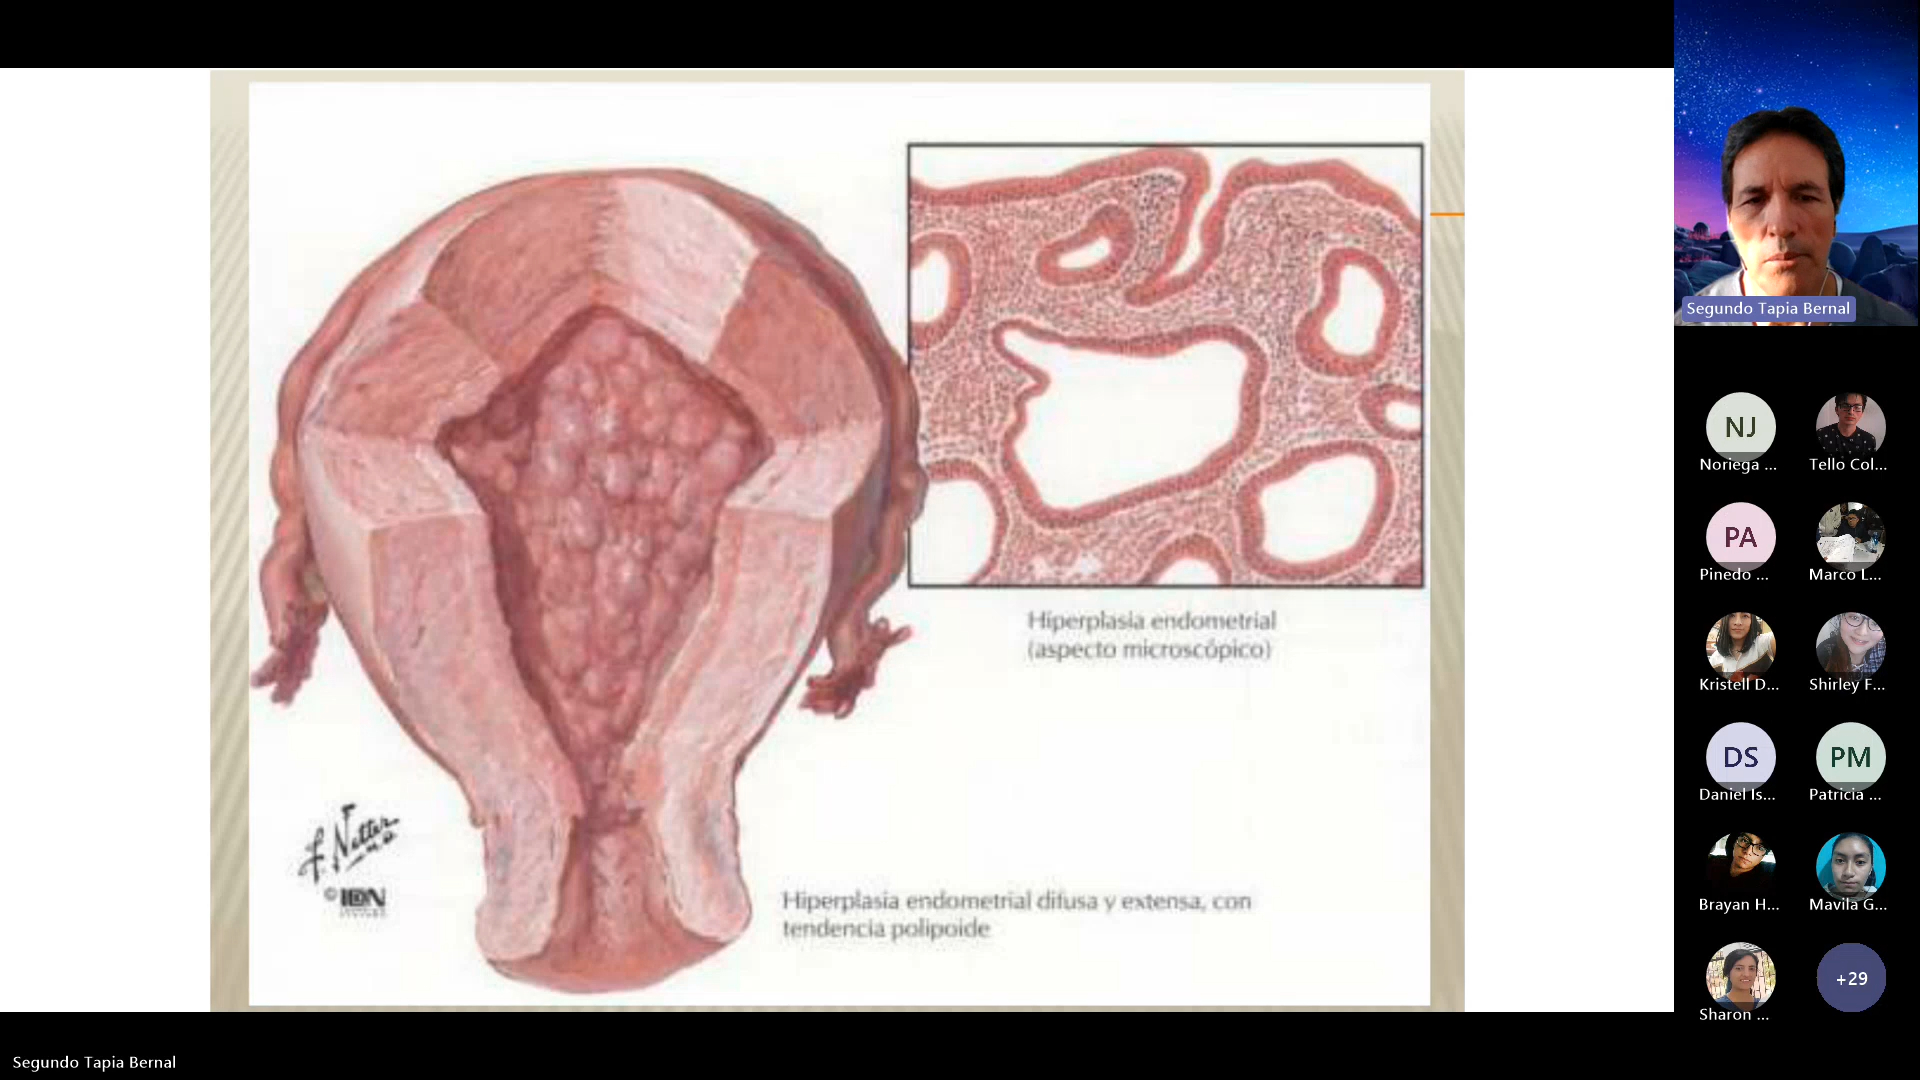 Segundo Tapia Bernal
NJ
Noriega ...
Tello Col...
PA
Pinedo ...
Marco L...
Kristell D...
Shirley F...
DS
Daniel Is...
PM
Patricia ...
Brayan H...
Mavila G...
Sharon ...
+29
Hiperplasia endometrial
(aspecto microscópico)
Hiperplasia endometrial difusa y extensa, con
tendencia polipoide
F. Netter
M.D.
©
Segundo Tapia Bernal